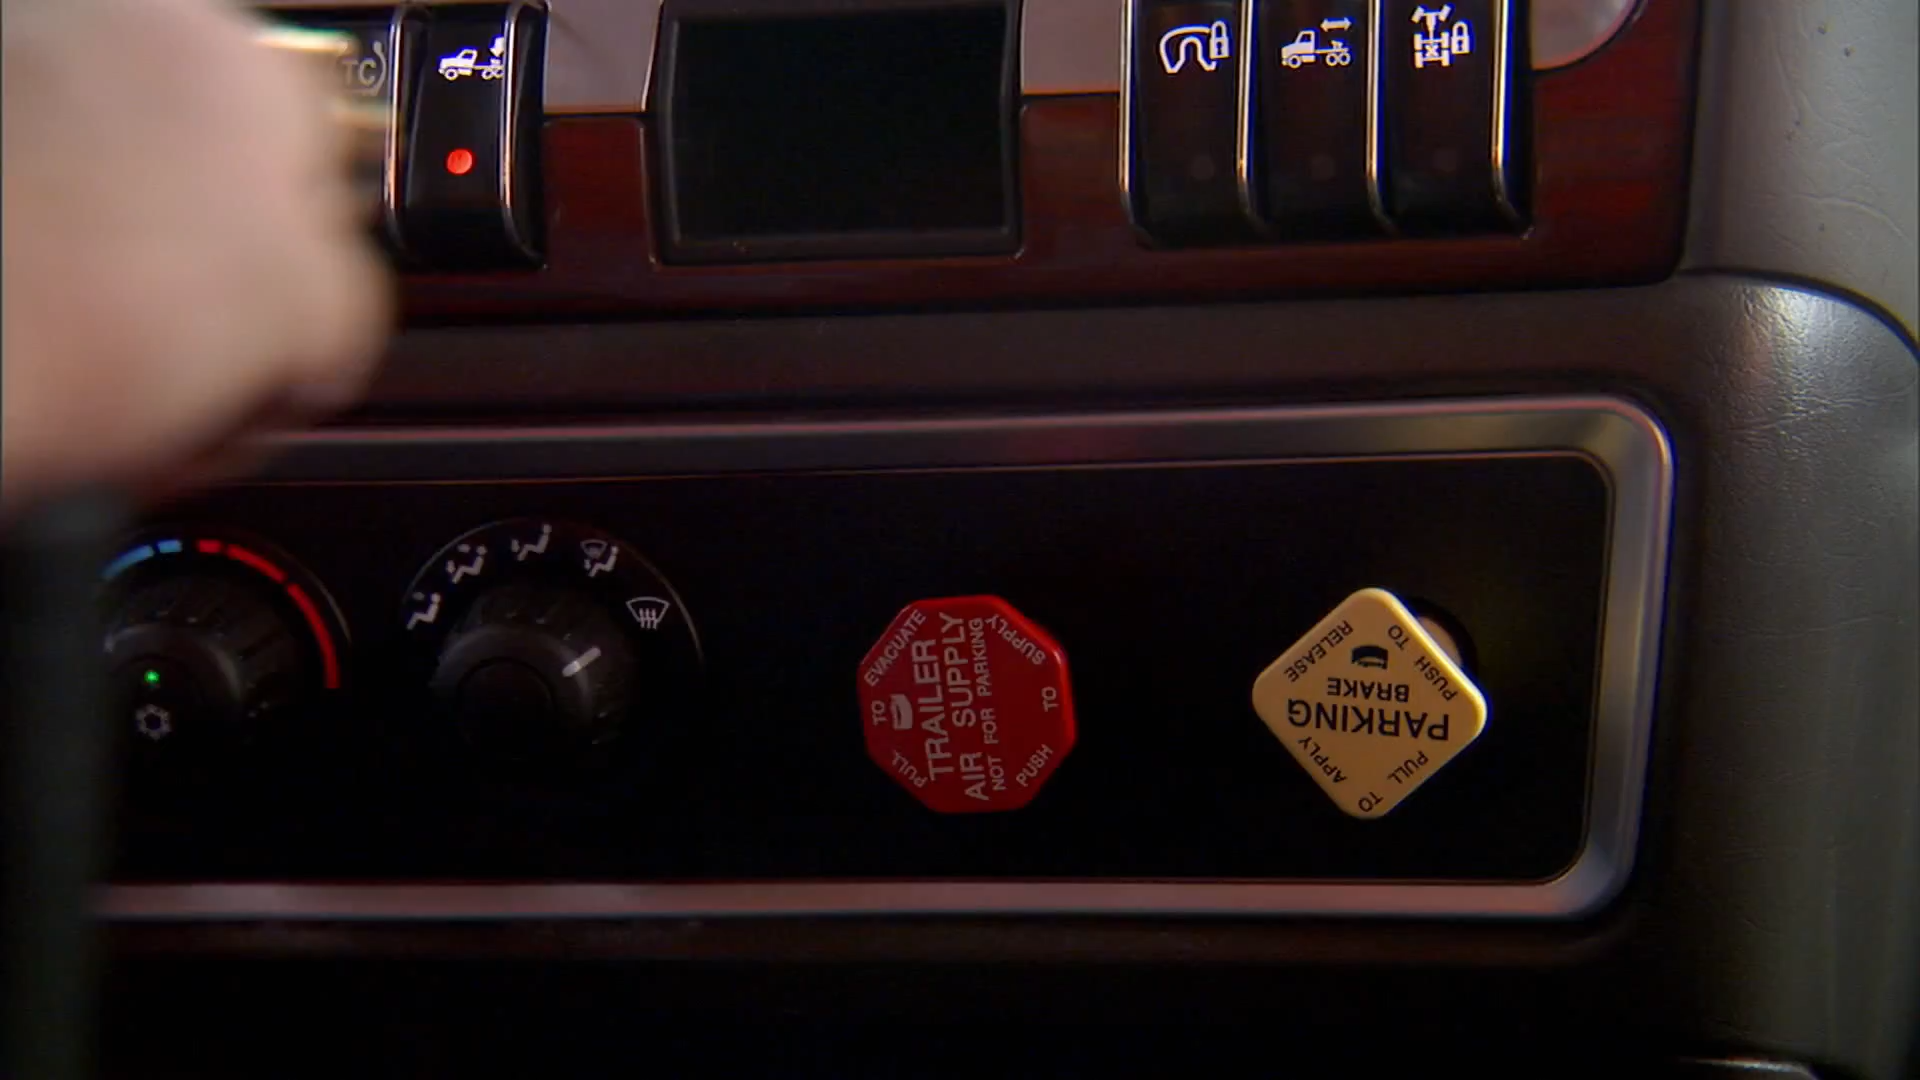 TC
PULL TO EVACUATE
TRAILER
AIR SUPPLY
NOT FOR PARKING
PUSH TO SUPPLY
PULL TO APPLY
PARKING
BRAKE
PUSH TO RELEASE